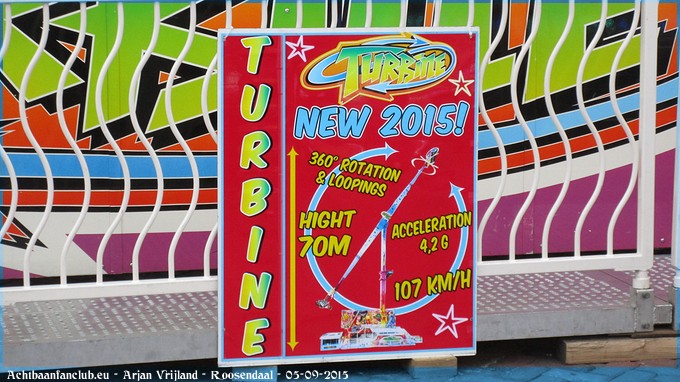 TURBINE
TURBINE
NEW 2015!
360° ROTATION
& LOOPINGS
HIGHT
70M
ACCELERATION
4,2 G
107 KM/H
Achtbaanfanclub.eu - Arjan Vrijland - Roosendaal - 05-09-2015